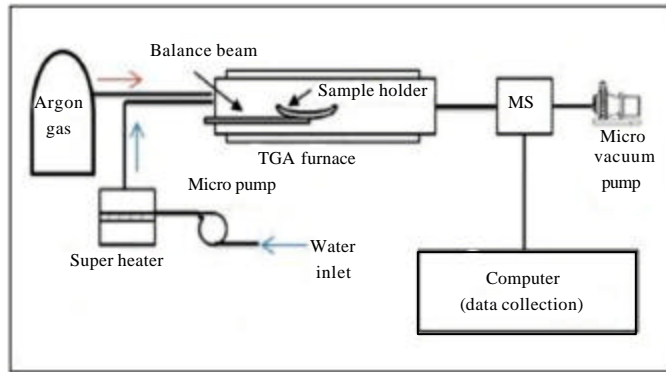 Balance beam
Sample holder
Argon
gas
MS
Micro
vacuum
pump
TGA furnace
Micro pump
Super heater
Water
inlet
Computer
(data collection)